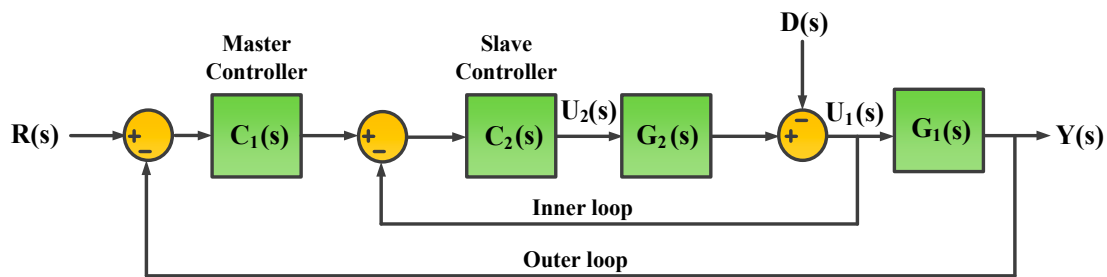 D(s)
Master
Controller
Slave
Controller
R(s)
+
−
C₁(s)
+
−
C₂(s)
U₂(s)
G₂(s)
−
+
U₁(s)
G₁(s)
Y(s)
Inner loop
Outer loop